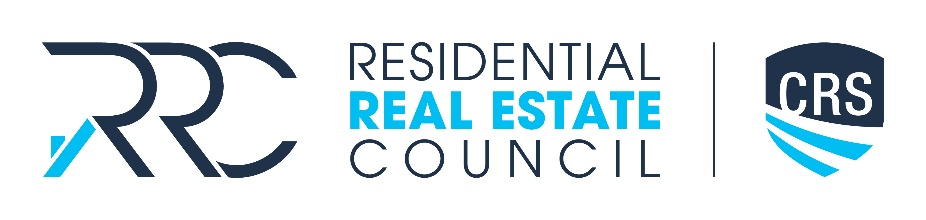 RRC
RESIDENTIAL
REAL ESTATE
COUNCIL
CRS